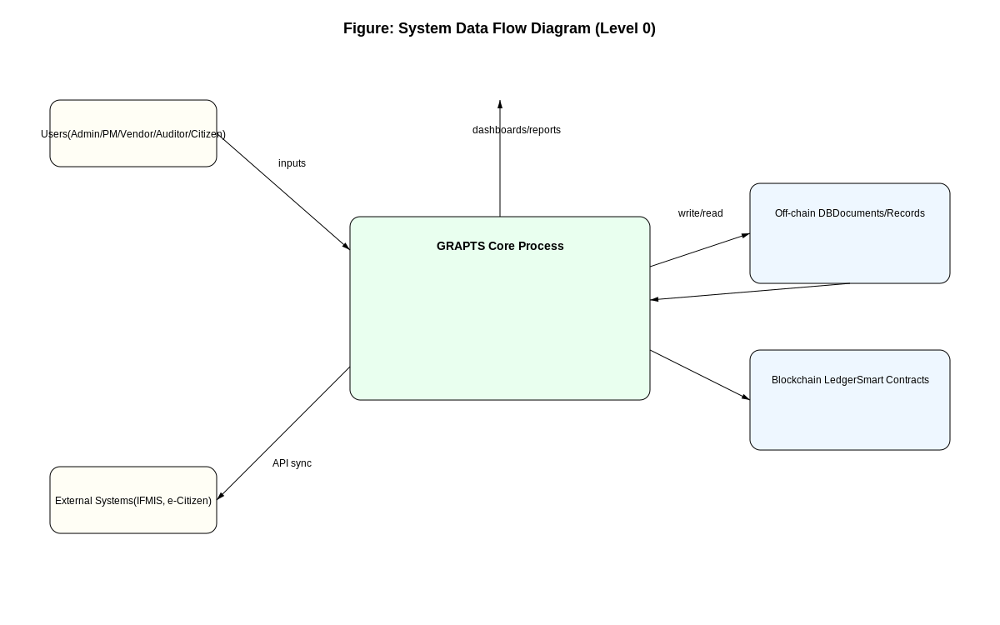 Figure: System Data Flow Diagram (Level 0)
Users(Admin/PM/Vendor/Auditor/Citizen)
dashboards/reports
inputs
write/read
Off-chain DBDocuments/Records
GRAPTS Core Process
Blockchain LedgerSmart Contracts
API sync
External Systems(IFMIS, e-Citizen)